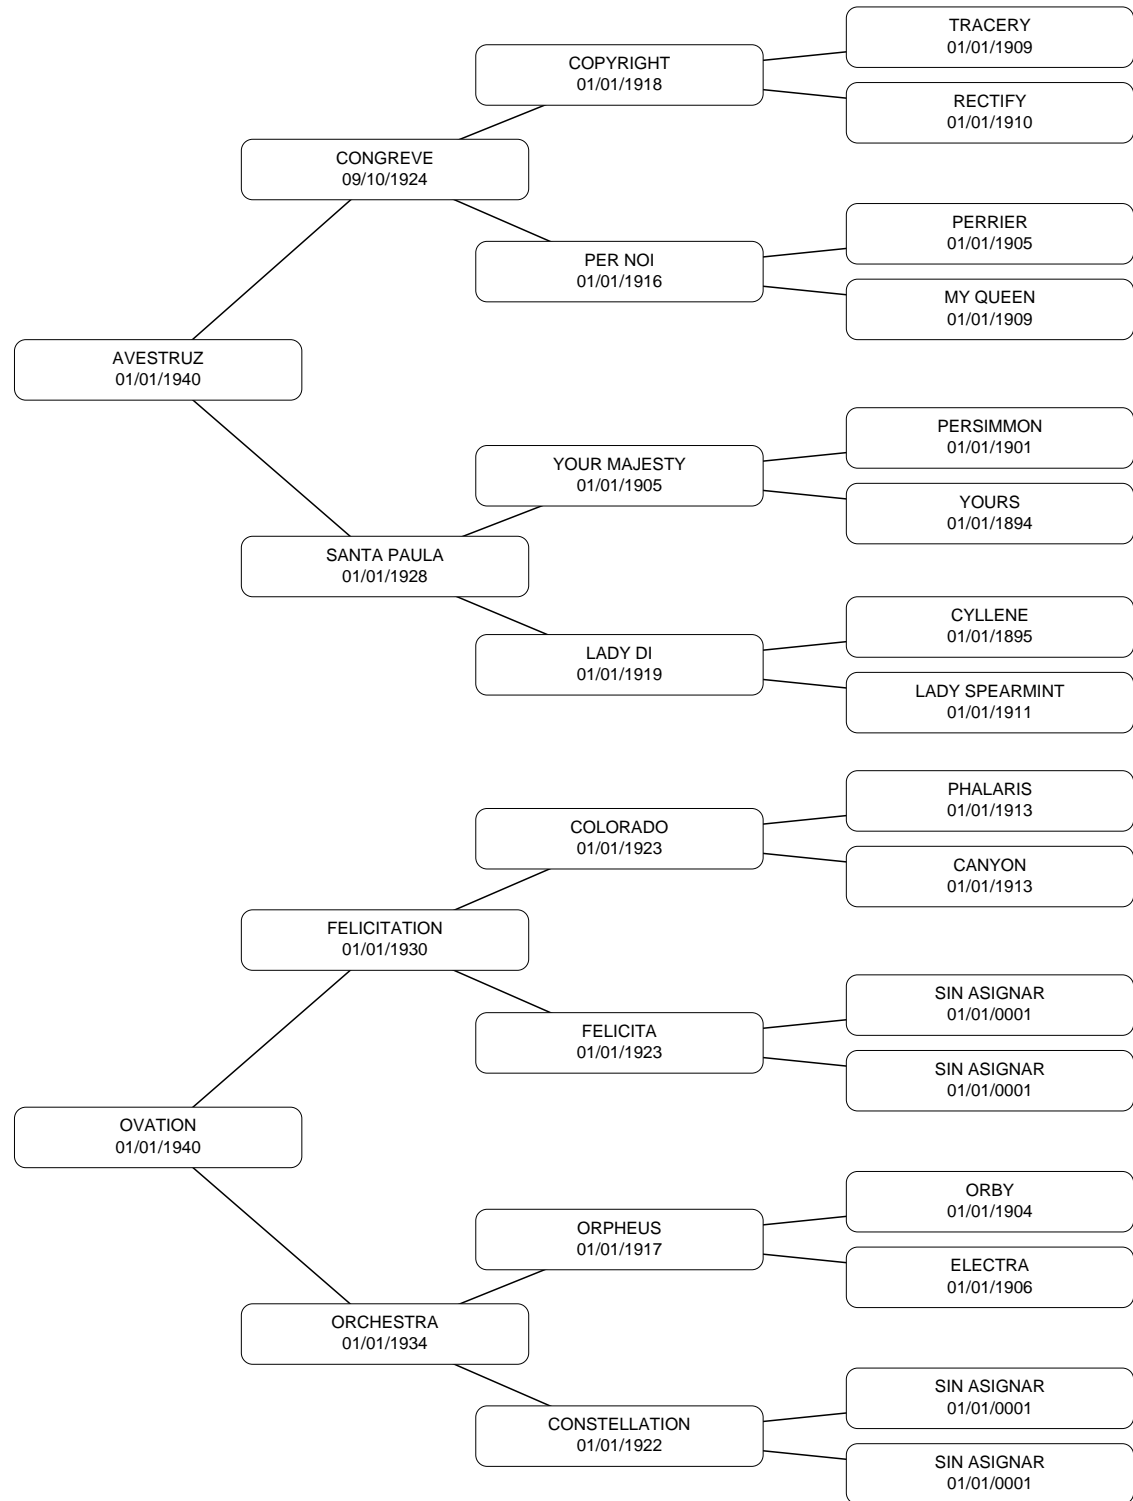 TRACERY
01/01/1909
COPYRIGHT
01/01/1918
RECTIFY
01/01/1910
CONGREVE
09/10/1924
PERRIER
01/01/1905
PER NOI
01/01/1916
MY QUEEN
01/01/1909
AVESTRUZ
01/01/1940
PERSIMMON
01/01/1901
YOUR MAJESTY
01/01/1905
YOURS
01/01/1894
SANTA PAULA
01/01/1928
CYLLENE
01/01/1895
LADY DI
01/01/1919
LADY SPEARMINT
01/01/1911
PHALARIS
01/01/1913
COLORADO
01/01/1923
CANYON
01/01/1913
FELICITATION
01/01/1930
SIN ASIGNAR
01/01/0001
FELICITA
01/01/1923
SIN ASIGNAR
01/01/0001
OVATION
01/01/1940
ORBY
01/01/1904
ORPHEUS
01/01/1917
ELECTRA
01/01/1906
ORCHESTRA
01/01/1934
SIN ASIGNAR
01/01/0001
CONSTELLATION
01/01/1922
SIN ASIGNAR
01/01/0001